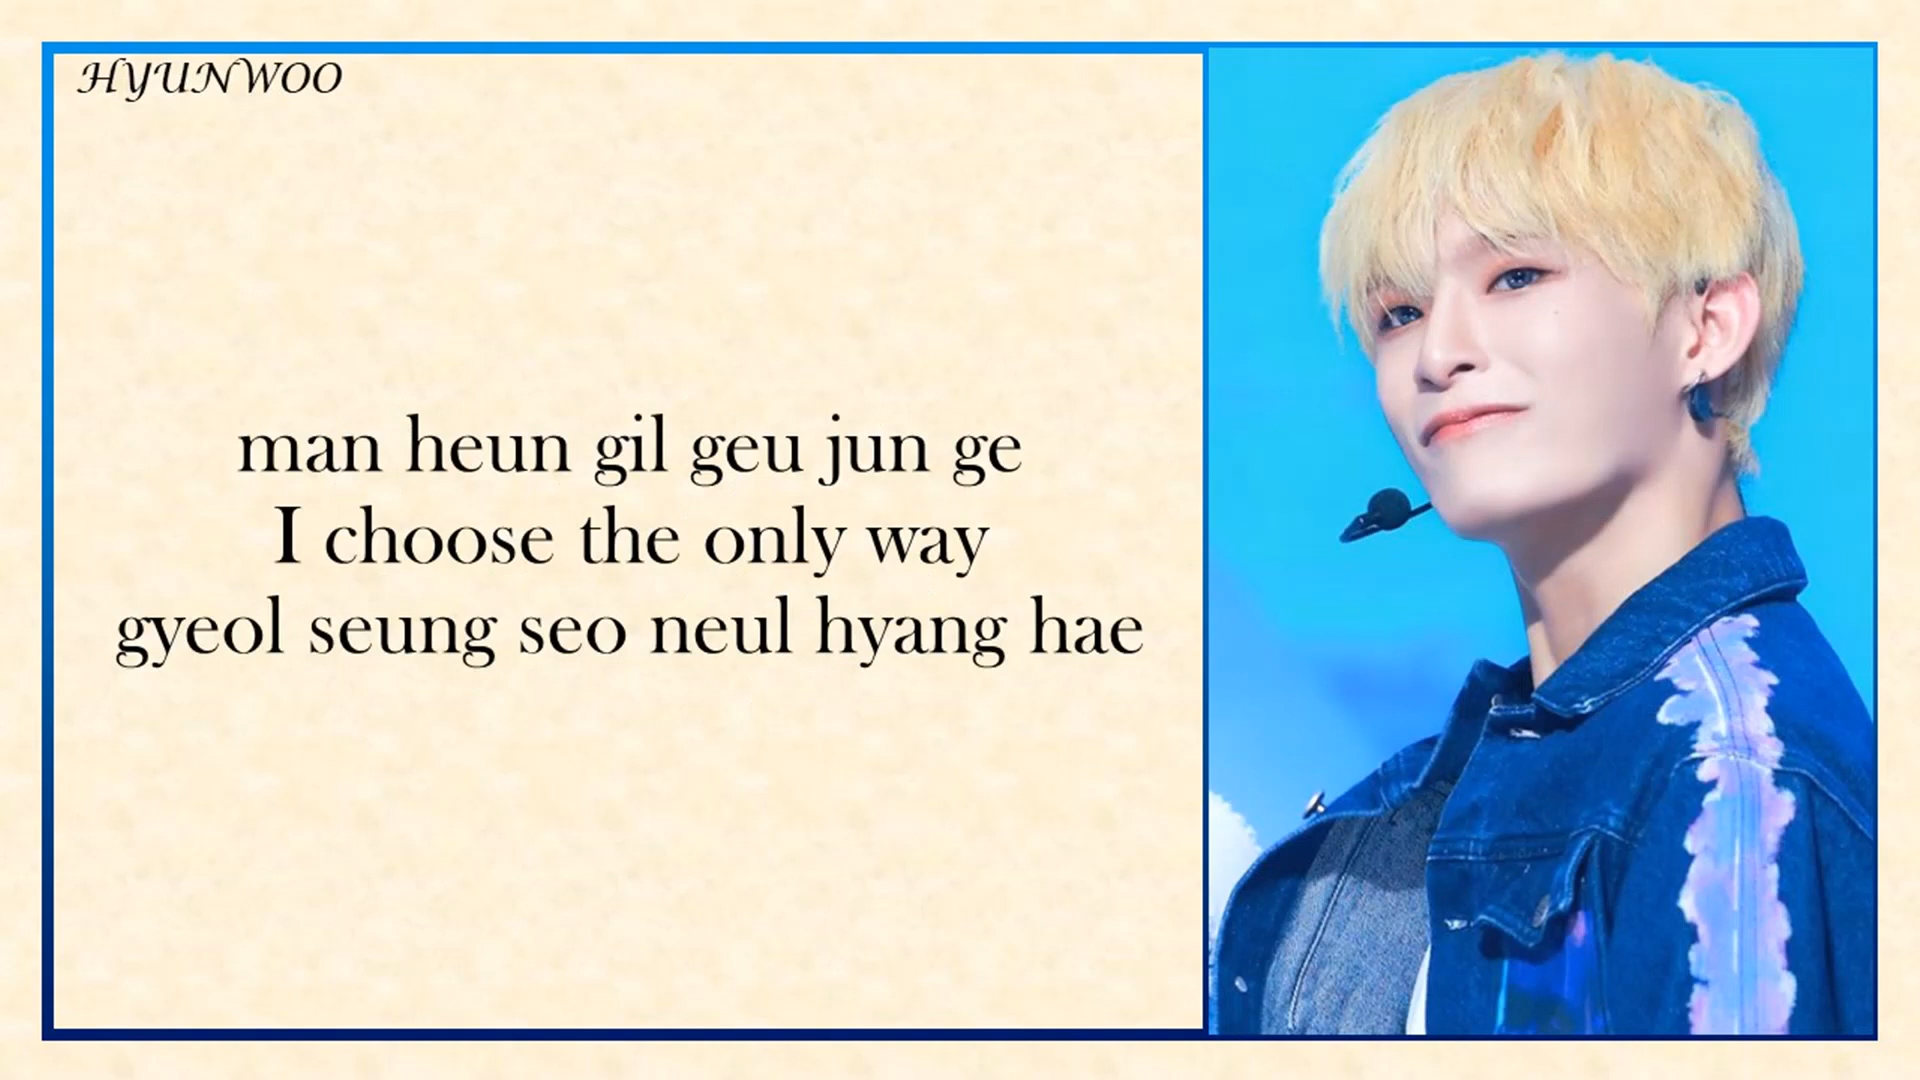 HYUNWOO
man heun gil geu jun ge
I choose the only way
gyeol seung seo neul hyang hae